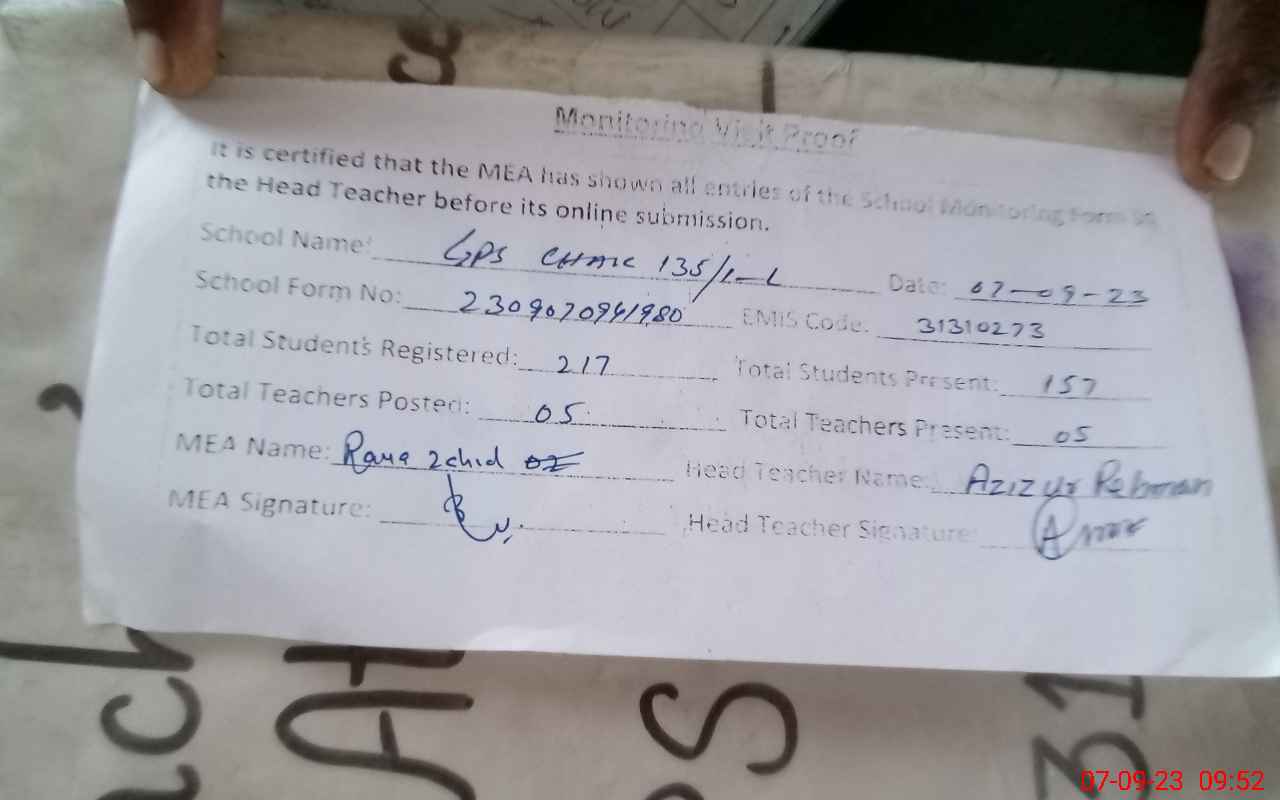 Monitoring Visit Proof
It is certified that the MEA has shown all entries of the School Monitoring Form to
the Head Teacher before its online submission.
School Name: GPS CHAK 135/1-L Date: 07-09-23
School Form No: 2309070941980 EMIS Code: 31310273
Total Students Registered: 217 Total Students Present: 157
Total Teachers Posted: 05 Total Teachers Present: 05
MEA Name: Rana Head Teacher Name: Aziz ur Rehman
MEA Signature: Head Teacher Signature:
31
07-09-23 09:52